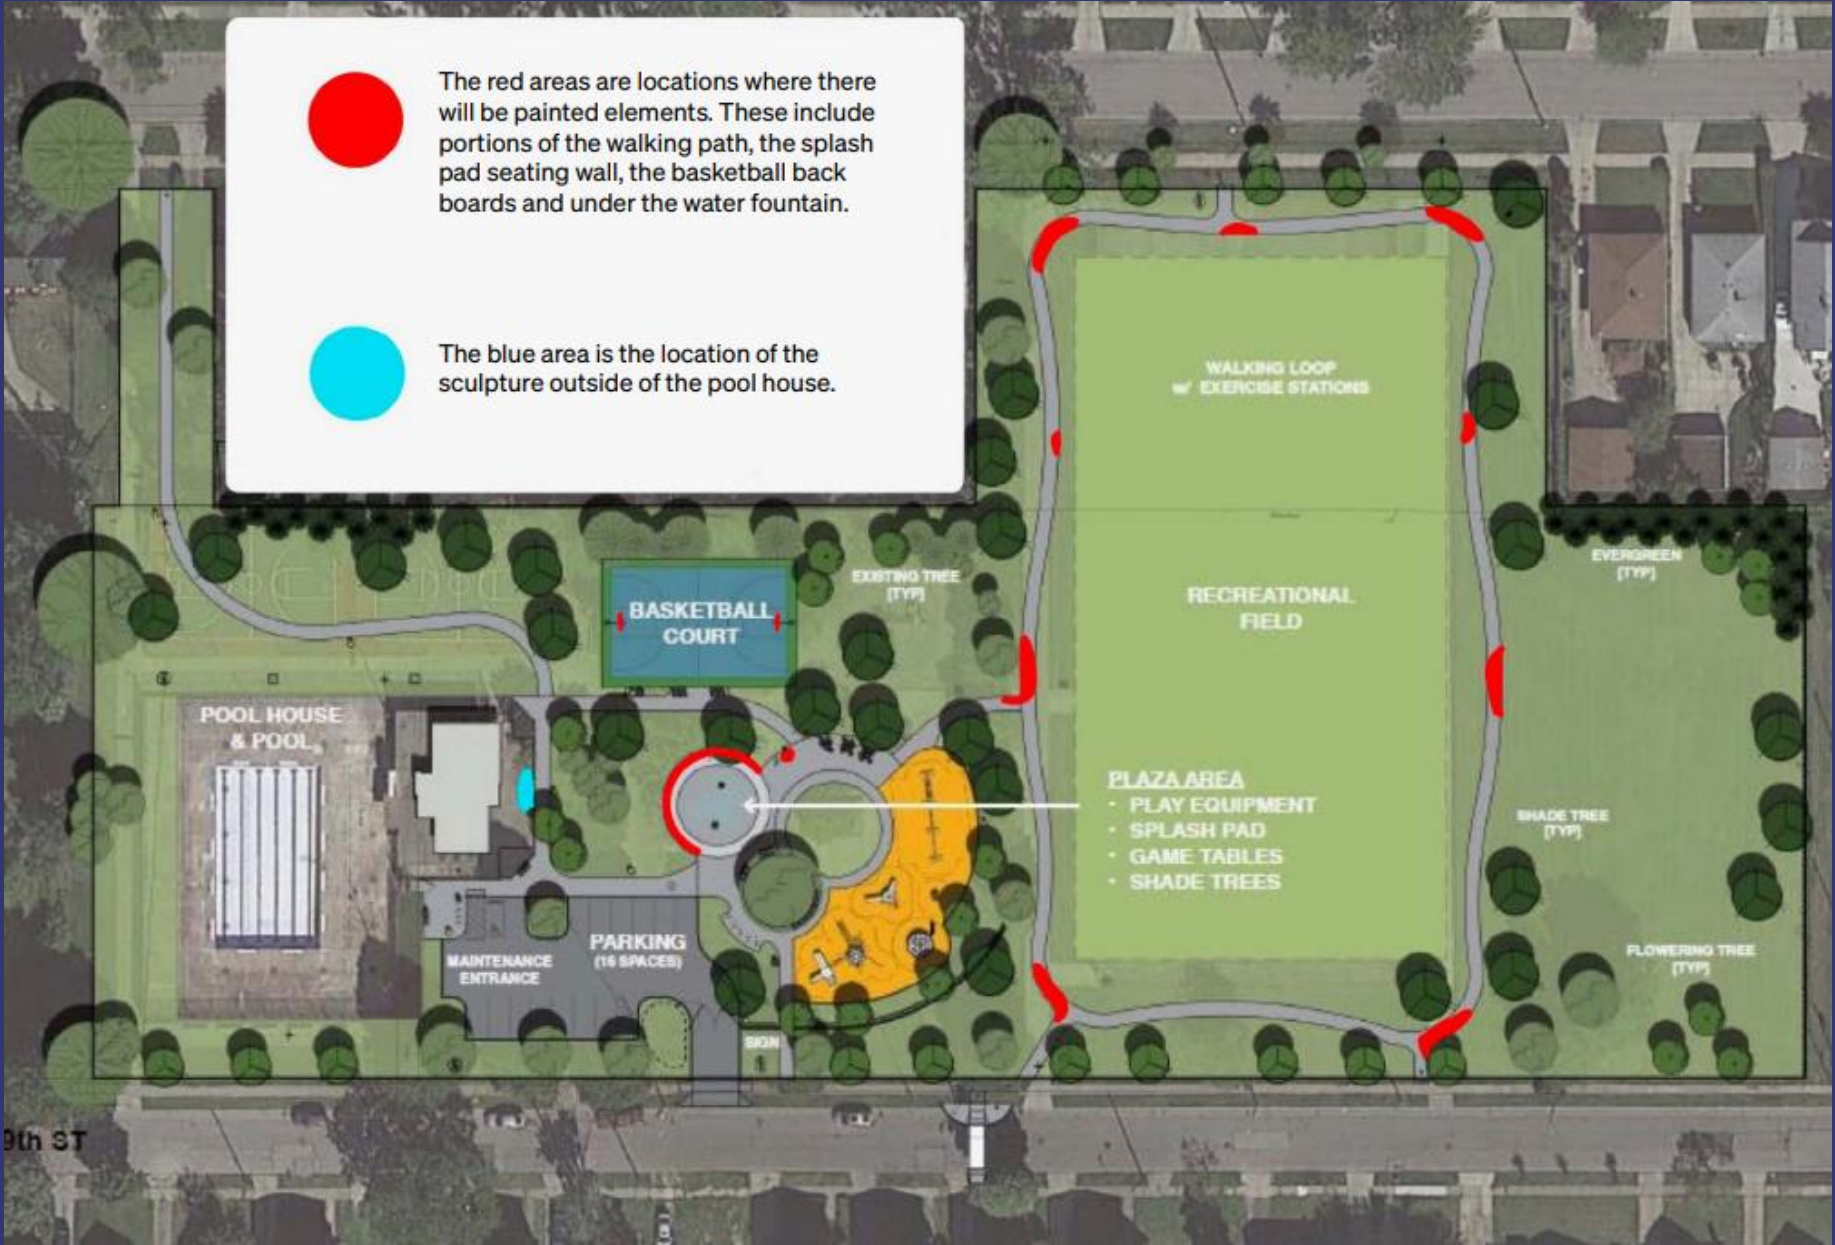 The red areas are locations where there
will be painted elements. These include
portions of the walking path, the splash
pad seating wall, the basketball back
boards and under the water fountain.
The blue area is the location of the
sculpture outside of the pool house.
WALKING LOOP
w/ EXERCISE STATIONS
EVERGREEN
[TYP]
EXISTING TREE
[TYP]
BASKETBALL
COURT
RECREATIONAL
FIELD
POOL HOUSE
& POOL
PLAZA AREA
• PLAY EQUIPMENT
• SPLASH PAD
• GAME TABLES
• SHADE TREES
SHADE TREE
[TYP]
PARKING
(16 SPACES)
MAINTENANCE
ENTRANCE
FLOWERING TREE
[TYP]
SIGN
9th ST